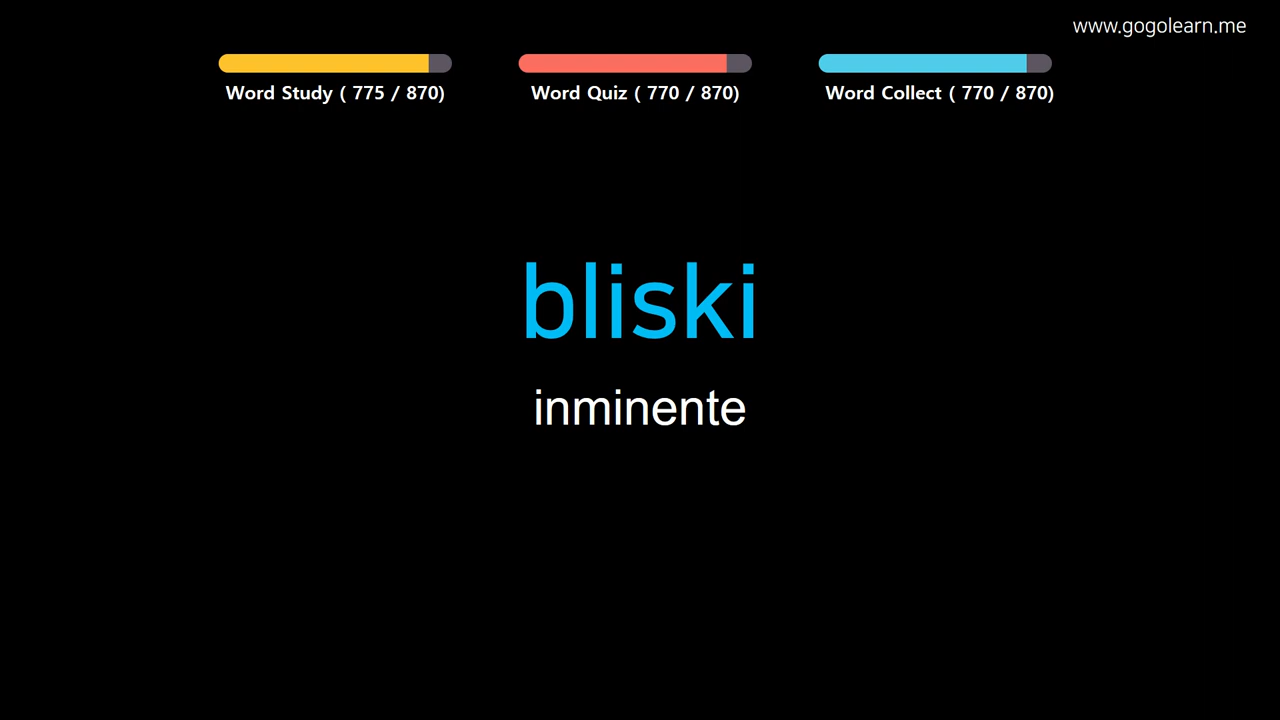 www.gogolearn.me
Word Study ( 775 / 870)
Word Quiz ( 770 / 870)
Word Collect ( 770 / 870)
bliski
inminente